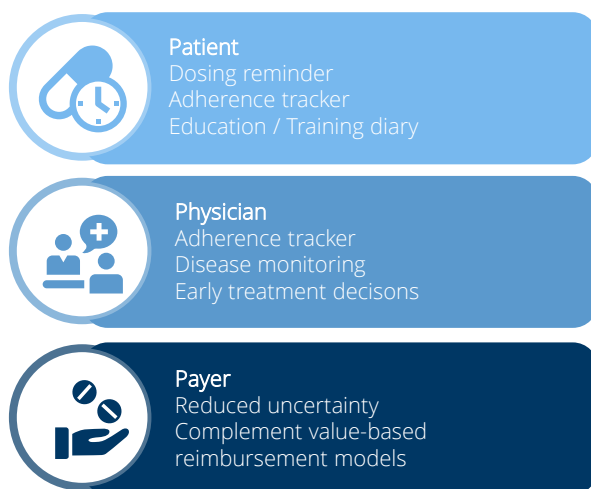 Patient
Dosing reminder
Adherence tracker
Education / Training diary
Physician
Adherence tracker
Disease monitoring
Early treatment decisons
Payer
Reduced uncertainty
Complement value-based
reimbursement models